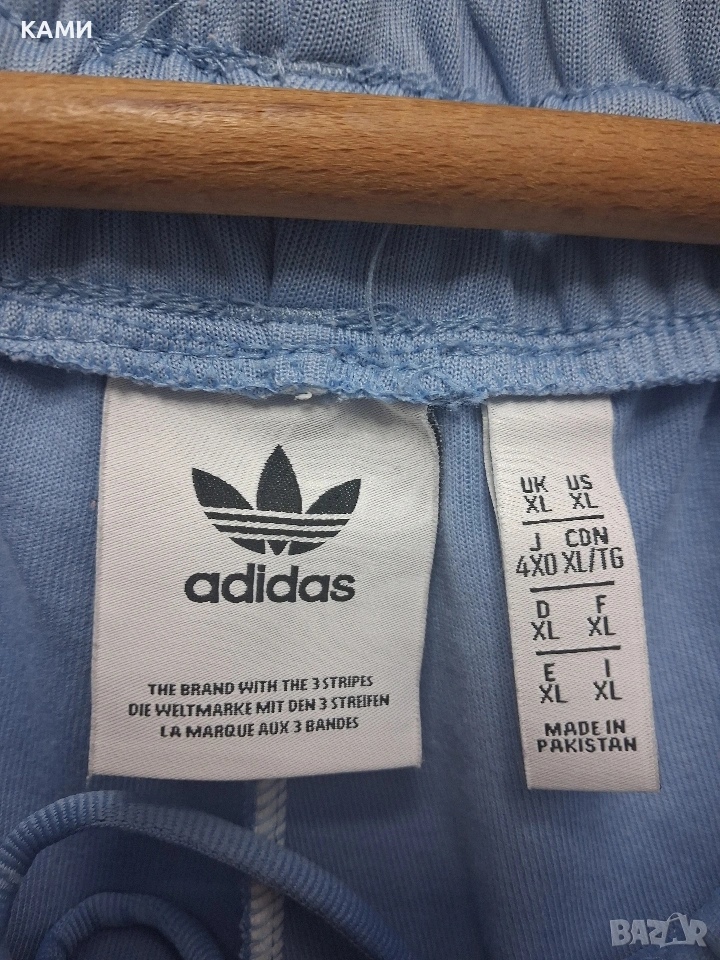 КАМИ
adidas
THE BRAND WITH THE 3 STRIPES
DIE WELTMARKE MIT DEN 3 STREIFEN
LA MARQUE AUX 3 BANDES
UK US
XL XL
J CDN
4XO XL/TG
D F
XL XL
E I
XL XL
MADE IN
PAKISTAN
BAZAR